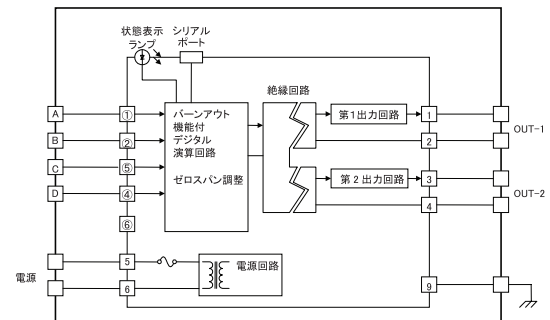 状態表示
ランプ
シリアル
ポート
絶縁回路
A
①
B
②
C
⑤
D
④
⑥
バーンアウト
機能付
デジタル
演算回路
ゼロスパン調整
第1出力回路
1
2
OUT-1
第2出力回路
3
4
OUT-2
電源
5
6
電源回路
9